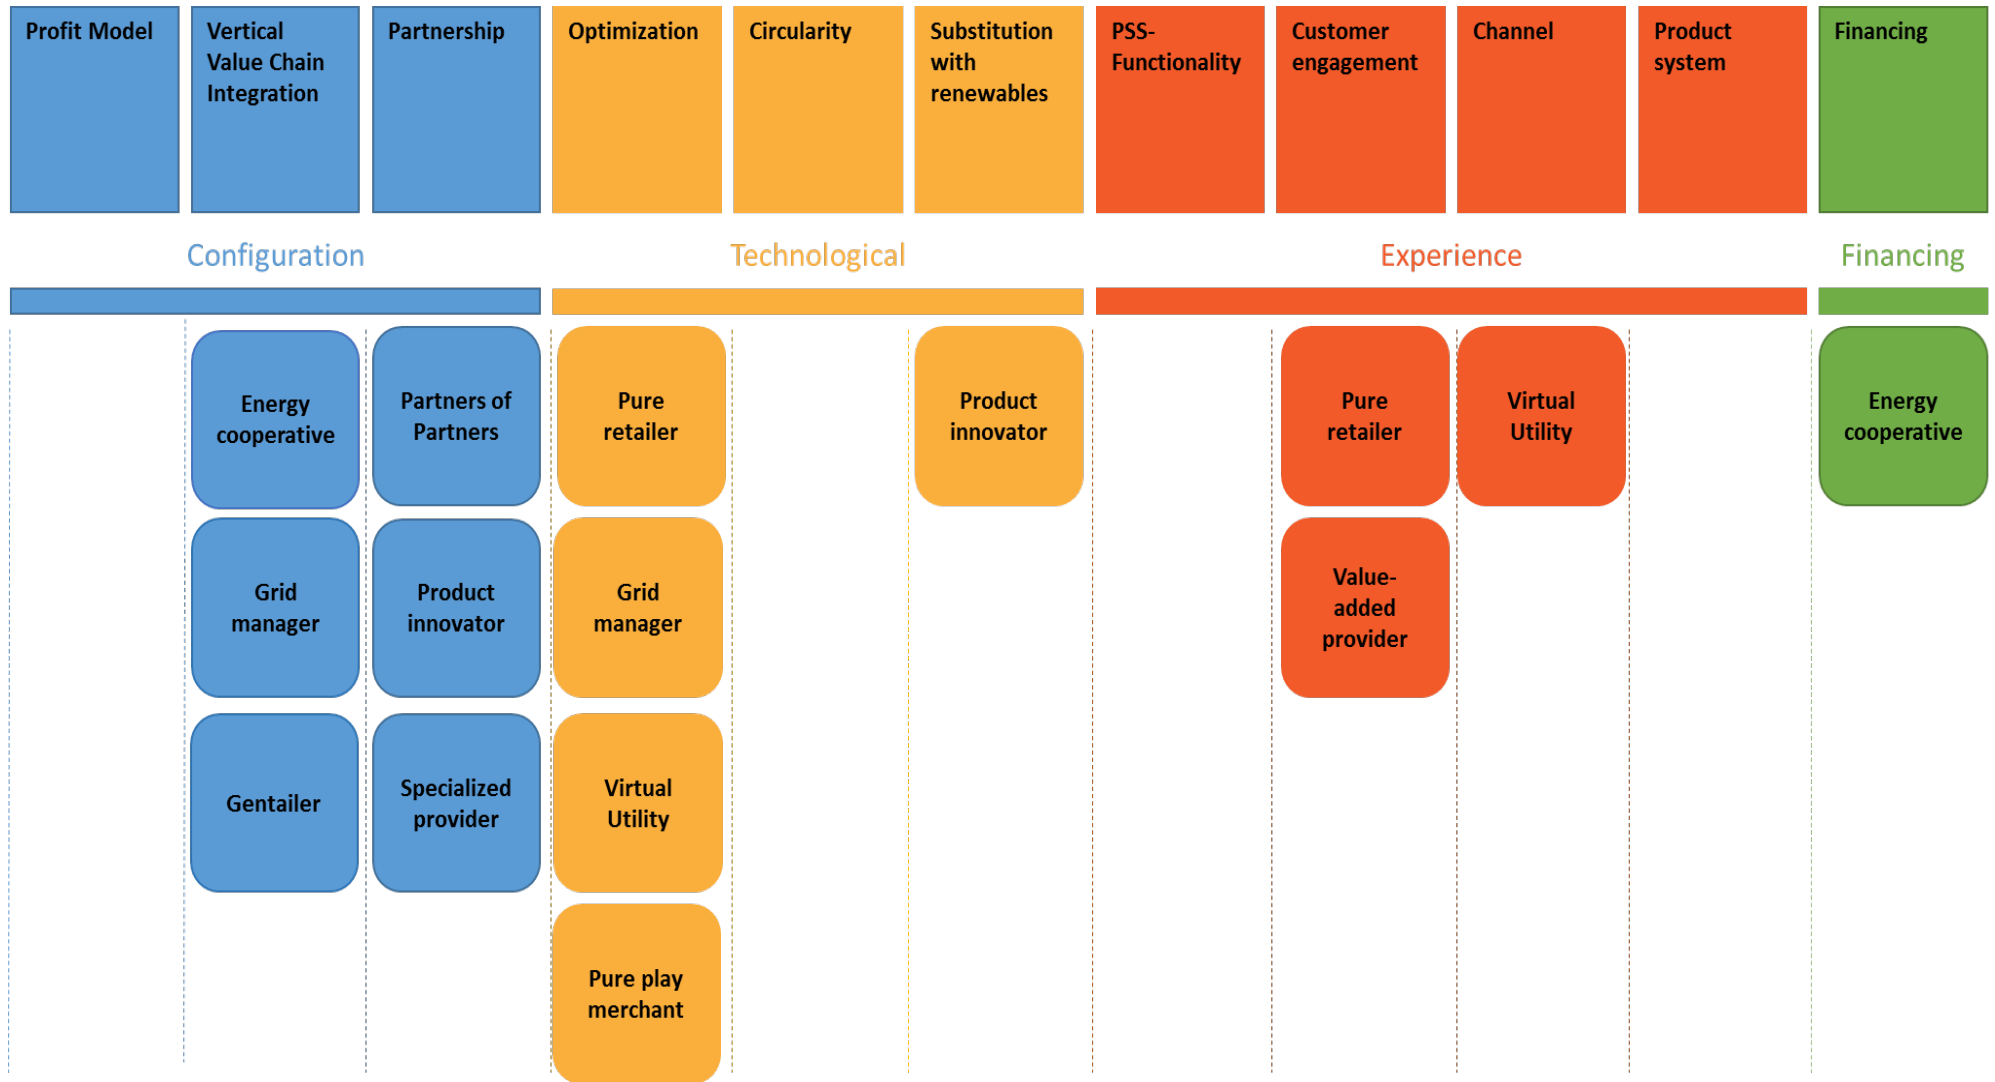 Profit Model
Vertical
Value Chain
Integration
Partnership
Optimization
Circularity
Substitution
with
renewables
PSS-
Functionality
Customer
engagement
Channel
Product
system
Financing
Configuration
Technological
Experience
Financing
Energy
cooperative
Partners of
Partners
Pure
retailer
Product
innovator
Pure
retailer
Virtual
Utility
Energy
cooperative
Grid
manager
Product
innovator
Grid
manager
Value-
added
provider
Gentailer
Specialized
provider
Virtual
Utility
Pure play
merchant